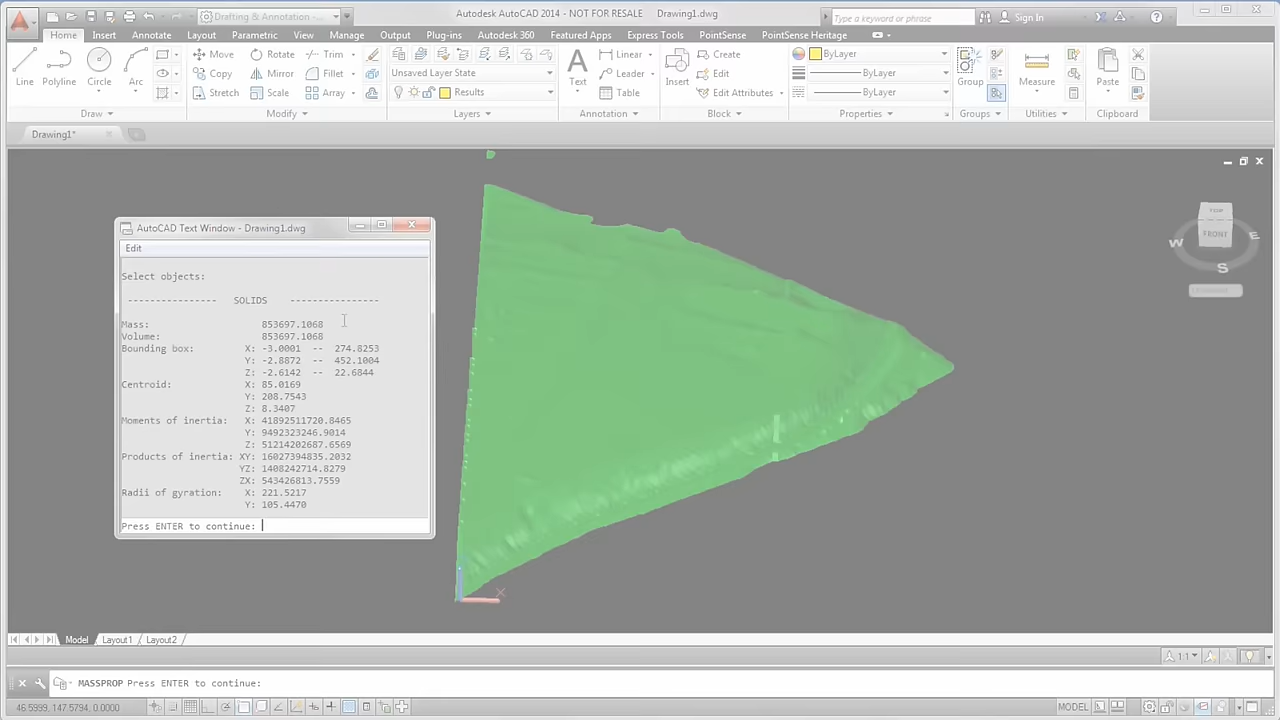 Drafting & Annotation
Autodesk AutoCAD 2014 - NOT FOR RESALE Drawing1.dwg
Type a keyword or phrase
Sign In
Home Insert Annotate Layout Parametric View Manage Output Plug-ins Autodesk 360 Featured Apps Express Tools PointSense PointSense Heritage
Line Polyline Circle Arc
Move Rotate Trim
Copy Mirror Fillet
Stretch Scale Array
Unsaved Layer State
Results
Text
Linear
Leader
Table
Insert
Create
Edit
Edit Attributes
ByLayer
ByLayer
ByLayer
Group
Measure
Paste
Draw Modify Layers Annotation Block Properties Groups Utilities Clipboard
Drawing1*
FRONT
W E
S
AutoCAD Text Window - Drawing1.dwg
Edit
Select objects:
---------------- SOLIDS ----------------
Mass: 853697.1068
Volume: 853697.1068
Bounding box: X: -3.0001 -- 274.8253
Y: -2.8872 -- 452.1004
Z: -2.6142 -- 22.6844
Centroid: X: 85.0169
Y: 208.7543
Z: 8.3407
Moments of inertia: X: 41892511720.8465
Y: 9492323246.9014
Z: 51214202687.6569
Products of inertia: XY: 16027394835.2032
YZ: 1408242714.8279
ZX: 543426813.7559
Radii of gyration: X: 221.5217
Y: 105.4470
Press ENTER to continue:
X
Model Layout1 Layout2
1:1
MASSPROP Press ENTER to continue:
46.5999, 147.5794, 0.0000
MODEL